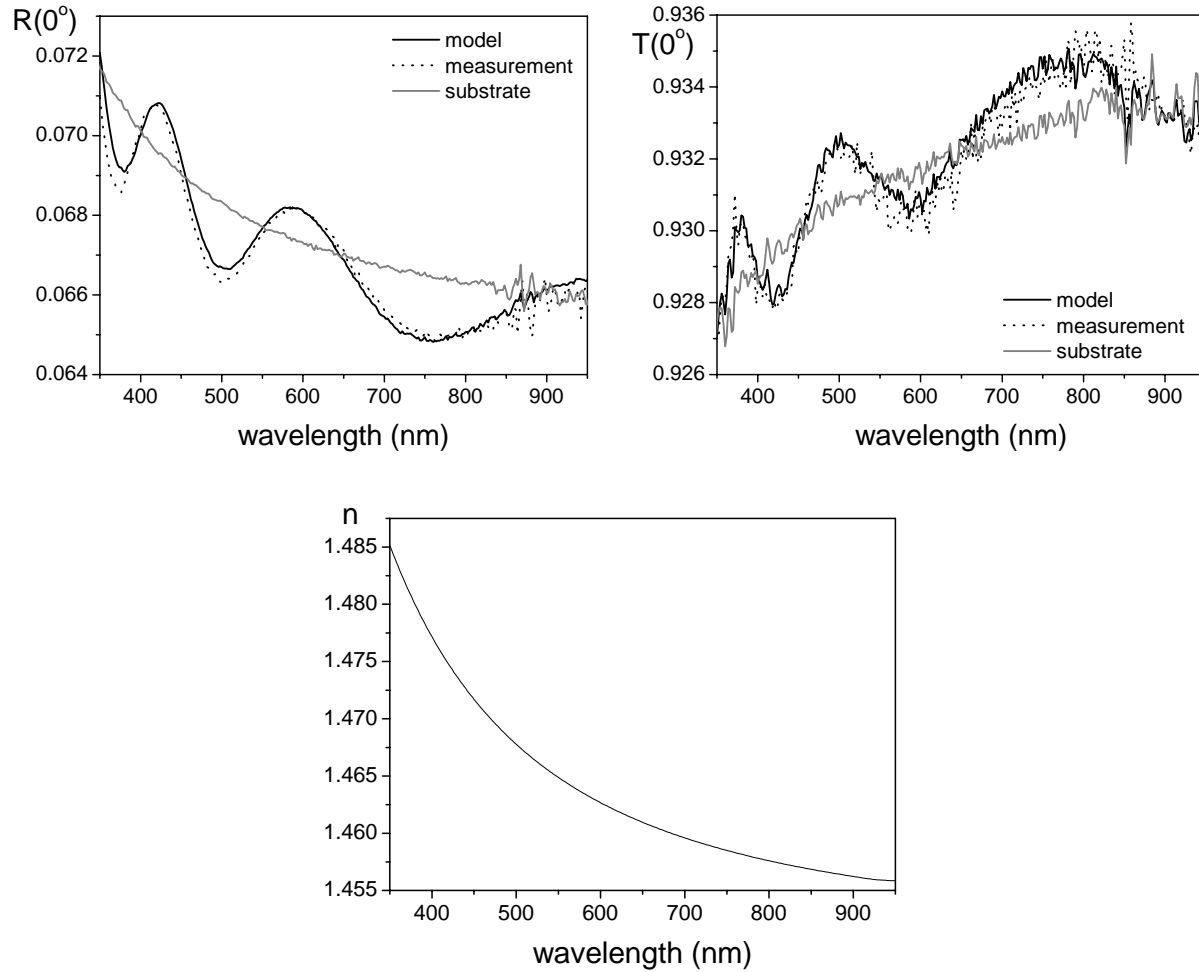 R(0°)
0.072
0.070
0.068
0.066
0.064
model
measurement
substrate
400 500 600 700 800 900
wavelength (nm)
T(0°)
0.936
0.934
0.932
0.930
0.928
0.926
model
measurement
substrate
400 500 600 700 800 900
wavelength (nm)
n
1.485
1.480
1.475
1.470
1.465
1.460
1.455
400 500 600 700 800 900
wavelength (nm)